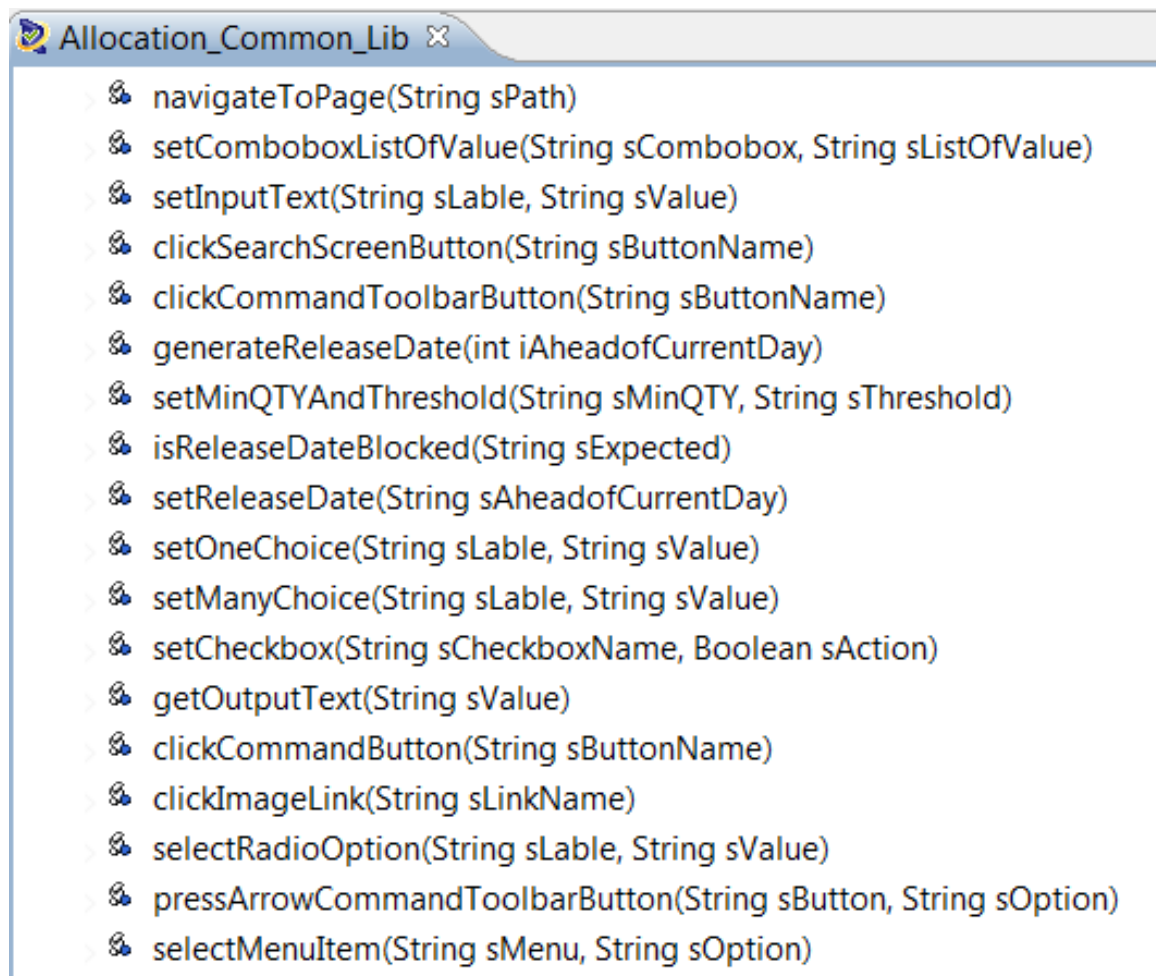 Allocation_Common_Lib
navigateToPage(String sPath)
setComboboxListOfValue(String sCombobox, String sListOfValue)
setInputText(String sLable, String sValue)
clickSearchScreenButton(String sButtonName)
clickCommandToolbarButton(String sButtonName)
generateReleaseDate(int iAheadofCurrentDay)
setMinQTYAndThreshold(String sMinQTY, String sThreshold)
isReleaseDateBlocked(String sExpected)
setReleaseDate(String sAheadofCurrentDay)
setOneChoice(String sLable, String sValue)
setManyChoice(String sLable, String sValue)
setCheckbox(String sCheckboxName, Boolean sAction)
getOutputText(String sValue)
clickCommandButton(String sButtonName)
clickImageLink(String sLinkName)
selectRadioOption(String sLable, String sValue)
pressArrowCommandToolbarButton(String sButton, String sOption)
selectMenuItem(String sMenu, String sOption)